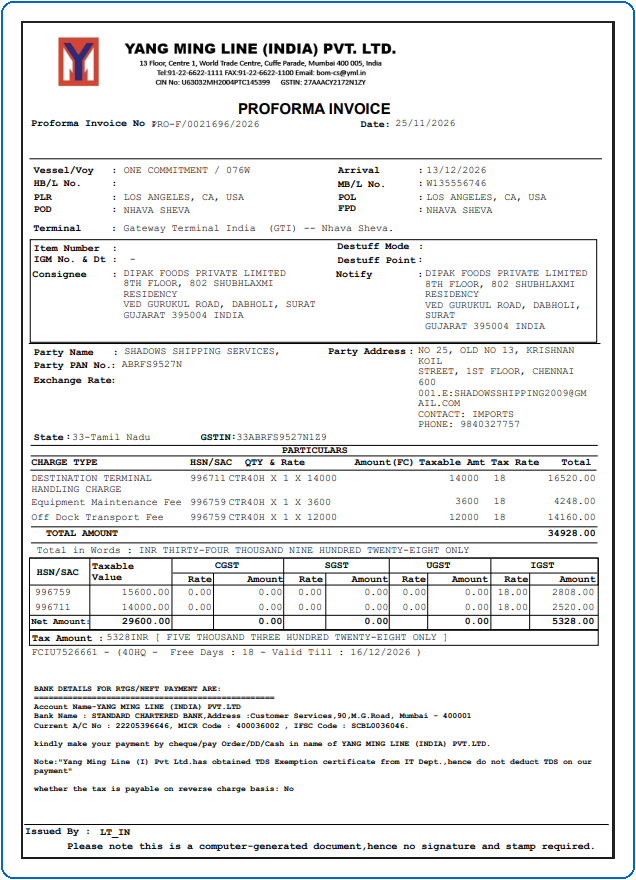 YANG MING LINE (INDIA) PVT. LTD.
13 Floor, Centre 1, World Trade Centre, Cuffe Parade, Mumbai 400 005, India
Tel:91-22-6622-1111 FAX:91-22-6622-1100 Email: bom-cs@yml.in
CIN No: U63032MH2004PTC145399 GSTIN: 27AAACY2172N1ZY
PROFORMA INVOICE
Proforma Invoice No : PRO-F/0021696/2026 Date: 25/11/2026
Vessel/Voy : ONE COMMITMENT / 076W Arrival : 13/12/2026
HB/L No. : MB/L No. : W135556746
PLR : LOS ANGELES, CA, USA POL : LOS ANGELES, CA, USA
POD : NHAVA SHEVA FPD : NHAVA SHEVA
Terminal : Gateway Terminal India (GTI) -- Nhava Sheva.
Item Number : Destuff Mode :
IGM No. & Dt : - Destuff Point:
Consignee : DIPAK FOODS PRIVATE LIMITED Notify : DIPAK FOODS PRIVATE LIMITED
8TH FLOOR, 802 SHUBHLAXMI 8TH FLOOR, 802 SHUBHLAXMI
RESIDENCY RESIDENCY
VED GURUKUL ROAD, DABHOLI, SURAT VED GURUKUL ROAD, DABHOLI,
GUJARAT 395004 INDIA SURAT
GUJARAT 395004 INDIA
Party Name : SHADOWS SHIPPING SERVICES, Party Address : NO 25, OLD NO 13, KRISHNAN
KOIL
Party PAN No.: ABRFS9527N STREET, 1ST FLOOR, CHENNAI
Exchange Rate: 600
001.E:SHADOWSSHIPPING2009@GM
AIL.COM
CONTACT: IMPORTS
PHONE: 9840327757
State : 33-Tamil Nadu GSTIN:33ABRFS9527N1Z9
PARTICULARS
CHARGE TYPE HSN/SAC QTY & Rate Amount(FC) Taxable Amt Tax Rate Total
DESTINATION TERMINAL 996711 CTR40H X 1 X 14000 14000 18 16520.00
HANDLING CHARGE
Equipment Maintenance Fee 996759 CTR40H X 1 X 3600 3600 18 4248.00
Off Dock Transport Fee 996759 CTR40H X 1 X 12000 12000 18 14160.00
TOTAL AMOUNT 34928.00
Total in Words : INR THIRTY-FOUR THOUSAND NINE HUNDRED TWENTY-EIGHT ONLY
HSN/SAC Taxable Value CGST SGST UGST IGST
Rate Amount Rate Amount Rate Amount Rate Amount
996759 15600.00 0.00 0.00 0.00 0.00 0.00 0.00 18.00 2808.00
996711 14000.00 0.00 0.00 0.00 0.00 0.00 0.00 18.00 2520.00
Net Amount: 29600.00 0.00 0.00 0.00 5328.00
Tax Amount : 5328INR [ FIVE THOUSAND THREE HUNDRED TWENTY-EIGHT ONLY ]
FCIU7526661 - (40HQ - Free Days : 18 - Valid Till : 16/12/2026 )
BANK DETAILS FOR RTGS/NEFT PAYMENT ARE:
==================================================
Account Name-YANG MING LINE (INDIA) PVT.LTD
Bank Name : STANDARD CHARTERED BANK,Address :Customer Services,90,M.G.Road, Mumbai - 400001
Current A/C No : 22205396646, MICR Code : 400036002 , IFSC Code : SCBL0036046.
kindly make your payment by cheque/pay Order/DD/Cash in name of YANG MING LINE (INDIA) PVT.LTD.
Note:"Yang Ming Line (I) Pvt Ltd.has obtained TDS Exemption certificate from IT Dept.,hence do not deduct TDS on our
payment"
whether the tax is payable on reverse charge basis: No
Issued By : LT_IN
Please note this is a computer-generated document,hence no signature and stamp required.